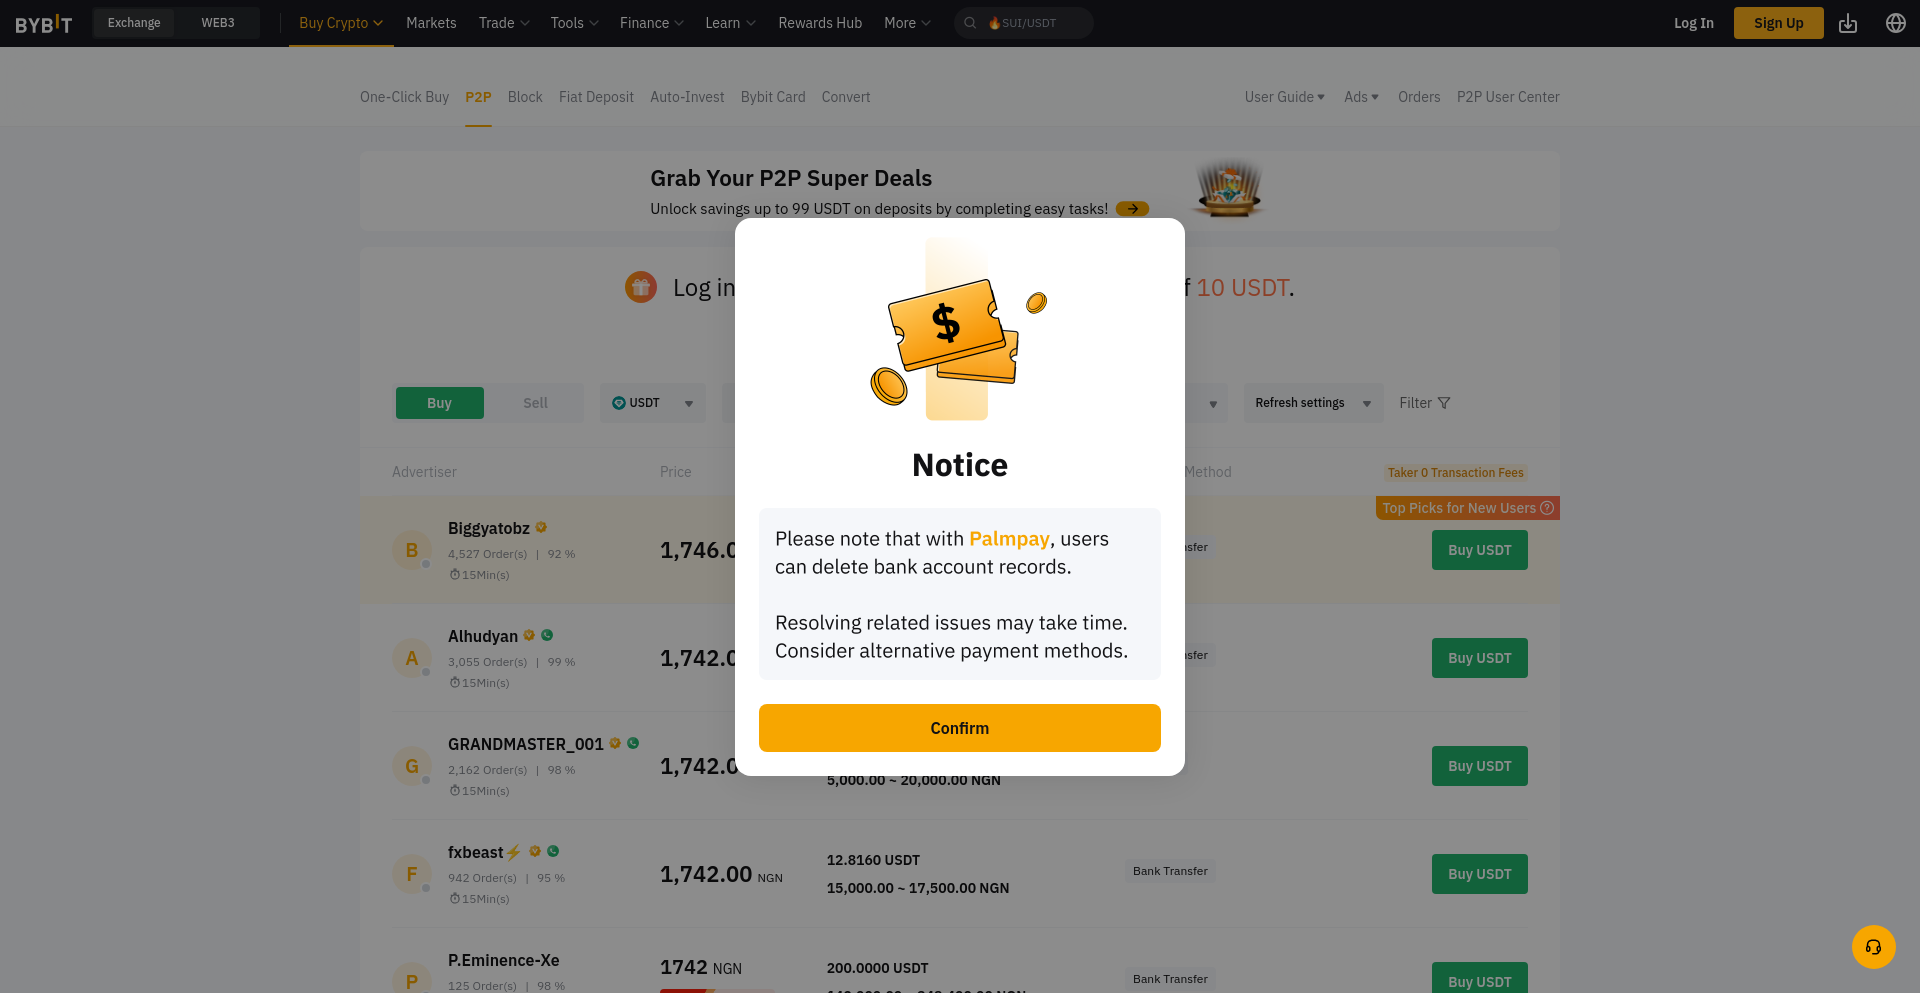 BYBIT Exchange WEB3 Buy Crypto Markets Trade Tools Finance Learn Rewards Hub More SUI/USDT Log In Sign Up
One-Click Buy P2P Block Fiat Deposit Auto-Invest Bybit Card Convert User Guide Ads Orders P2P User Center
Grab Your P2P Super Deals
Unlock savings up to 99 USDT on deposits by completing easy tasks!
Log in
10 USDT.
$
Buy Sell USDT Refresh settings Filter
Notice
Advertiser Price Method Taker 0 Transaction Fees
Top Picks for New Users
Please note that with Palmpay, users
can delete bank account records.
Resolving related issues may take time.
Consider alternative payment methods.
Confirm
B Biggyatobz
4,527 Order(s) | 92 %
15Min(s)
1,746.0
Buy USDT
A Alhudyan
3,055 Order(s) | 99 %
15Min(s)
1,742.0
Buy USDT
G GRANDMASTER_001
2,162 Order(s) | 98 %
15Min(s)
1,742.0
5,000.00 ~ 20,000.00 NGN
Buy USDT
F fxbeast⚡
942 Order(s) | 95 %
15Min(s)
1,742.00 NGN
12.8160 USDT
15,000.00 ~ 17,500.00 NGN
Bank Transfer
Buy USDT
P P.Eminence-Xe
125 Order(s) | 98 %
1742 NGN
200.0000 USDT
Bank Transfer
Buy USDT